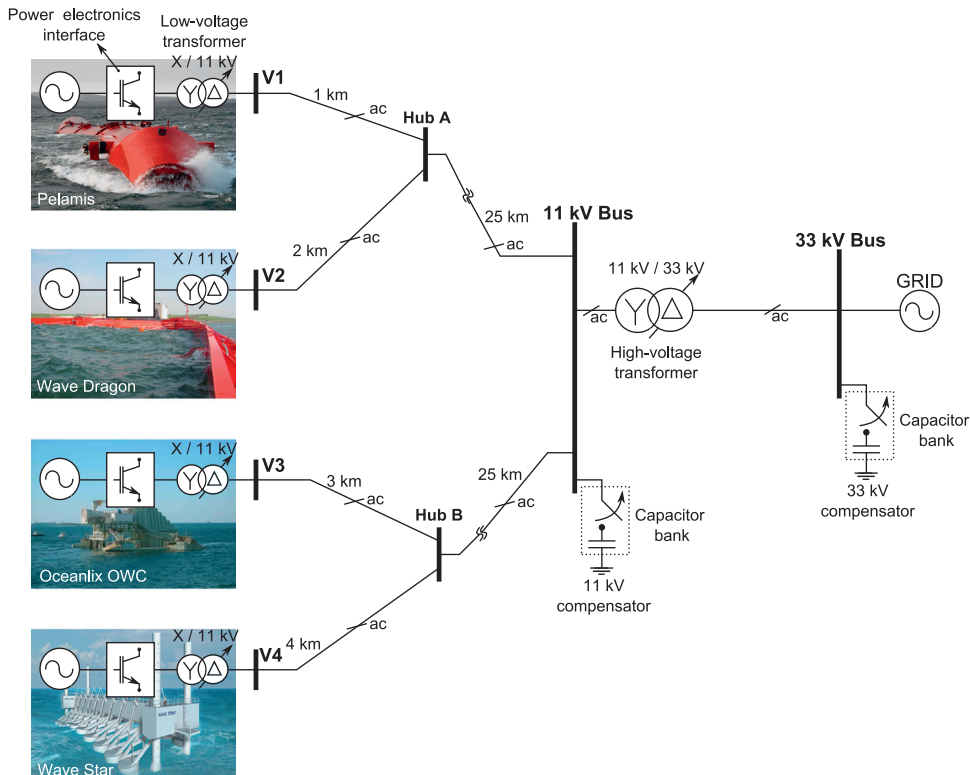 Power electronics
interface
Low-voltage
transformer
X / 11 kV
V1
1 km
ac
Hub A
Pelamis
25 km
ac
11 kV Bus
X / 11 kV
V2
2 km
ac
Wave Dragon
11 kV / 33 kV
ac
High-voltage
transformer
ac
33 kV Bus
GRID
Capacitor
bank
33 kV
compensator
X / 11 kV
V3
3 km
ac
Hub B
Oceanlix OWC
25 km
ac
Capacitor
bank
11 kV
compensator
X / 11 kV
V4
4 km
ac
Wave Star